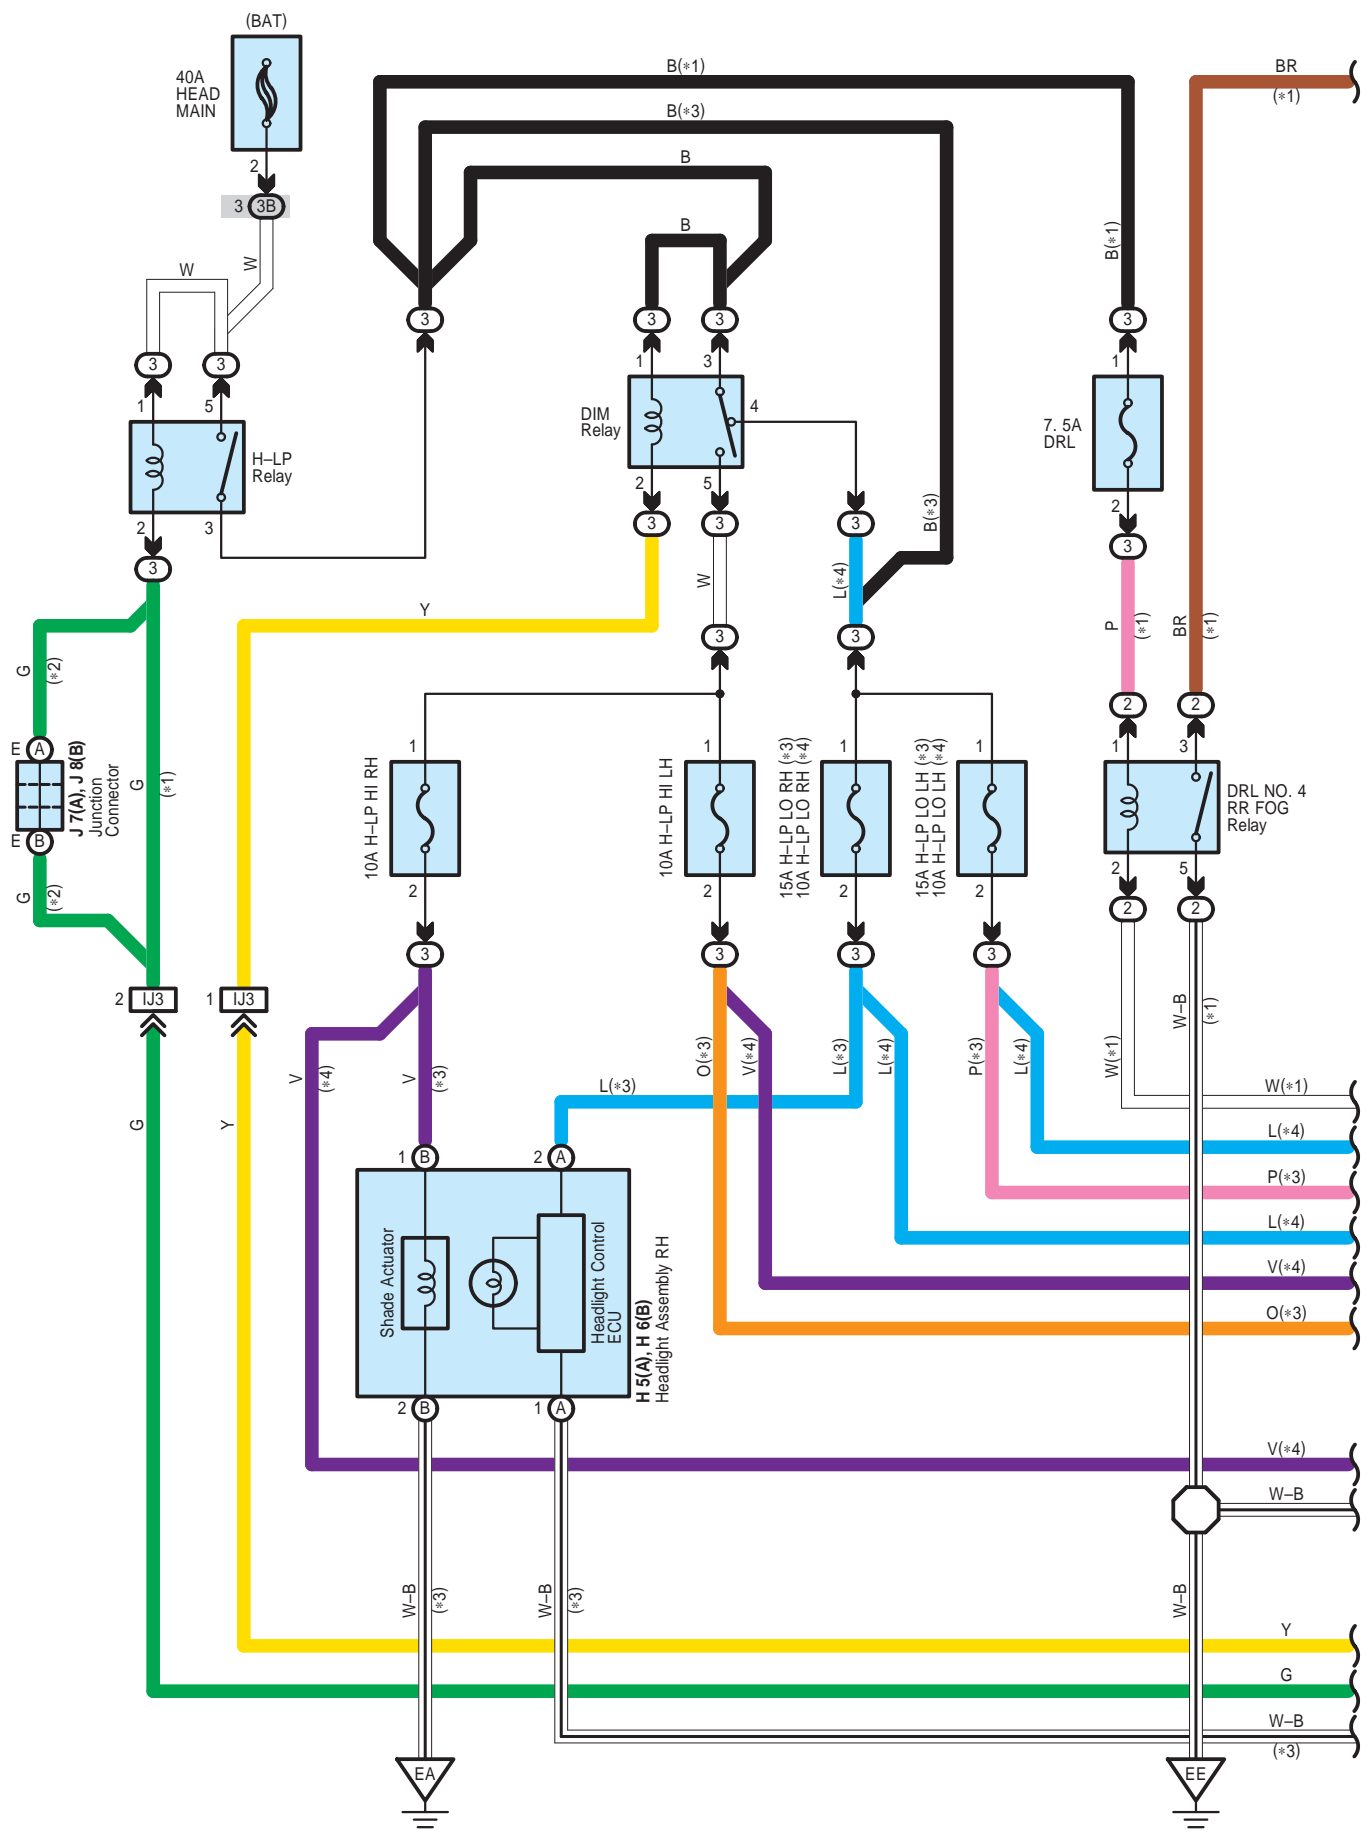 (BAT)
40A
HEAD
MAIN
2
3 3B
W
W
3
3
1
5
H–LP
Relay
2
3
3
B(∗1)
B(∗3)
B
B
3
3
3
1
3
DIM
Relay
4
2
5
3
3
3
B(∗3)
L(∗4)
W
3
3
B(∗1)
3
1
7. 5A
DRL
2
3
P
(∗1)
BR
(∗1)
BR
(∗1)
2
2
1
3
DRL NO. 4
RR FOG
Relay
2
5
2
2
Y
G
(∗2)
E A
J 7(A), J 8(B)
Junction
Connector
E B
G
(∗2)
G
(∗1)
2 IJ3
1 IJ3
G
Y
1
10A H–LP HI RH
2
3
1
10A H–LP HI LH
2
3
1
15A H–LP LO RH (∗3)
10A H–LP LO RH (∗4)
2
3
1
15A H–LP LO LH (∗3)
10A H–LP LO LH (∗4)
2
3
V
(∗4)
V
(∗3)
L(∗3)
O(∗3)
V(∗4)
L(∗3)
L(∗4)
P(∗3)
L(∗4)
W(∗1)
W–B
(∗1)
W(∗1)
L(∗4)
P(∗3)
L(∗4)
V(∗4)
O(∗3)
1 B
2 A
Shade Actuator
Headlight Control
ECU
H 5(A), H 6(B)
Headlight Assembly RH
2 B
1 A
V(∗4)
W–B
W–B
(∗3)
W–B
(∗3)
W–B
Y
G
W–B
(∗3)
EA
EE